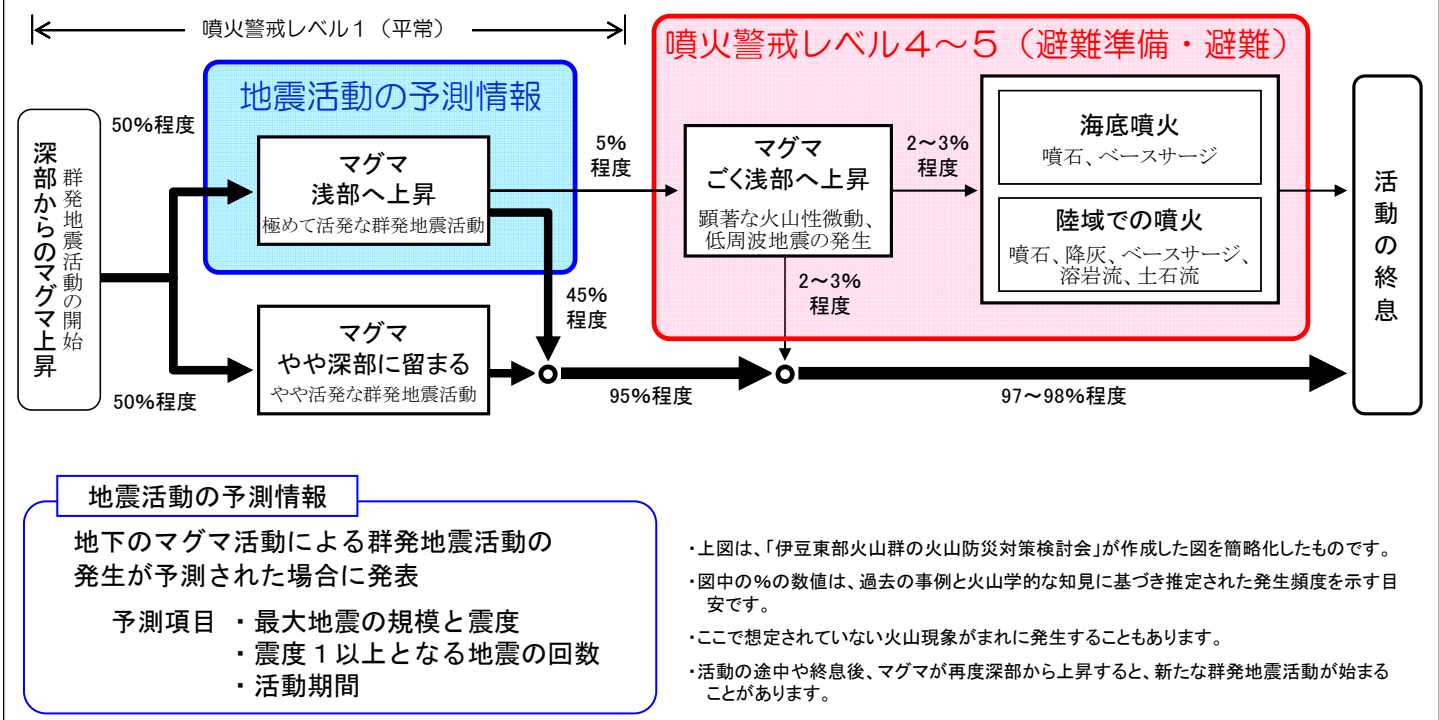 噴火警戒レベル１（平常）
噴火警戒レベル４～５（避難準備・避難）
地震活動の予測情報
深部からのマグマ上昇
群発地震活動の開始
50%程度
マグマ
浅部へ上昇
極めて活発な群発地震活動
5%
程度
マグマ
ごく浅部へ上昇
顕著な火山性微動、
低周波地震の発生
2～3%
程度
海底噴火
噴石、ベースサージ
陸域での噴火
噴石、降灰、ベースサージ、
溶岩流、土石流
活動の終息
45%
程度
2～3%
程度
50%程度
マグマ
やや深部に留まる
やや活発な群発地震活動
95%程度
97～98%程度
地震活動の予測情報
地下のマグマ活動による群発地震活動の
発生が予測された場合に発表
予測項目 ・最大地震の規模と震度
・震度１以上となる地震の回数
・活動期間
・上図は、「伊豆東部火山群の火山防災対策検討会」が作成した図を簡略化したものです。
・図中の%の数値は、過去の事例と火山学的な知見に基づき推定された発生頻度を示す目
安です。
・ここで想定されていない火山現象がまれに発生することもあります。
・活動の途中や終息後、マグマが再度深部から上昇すると、新たな群発地震活動が始まる
ことがあります。